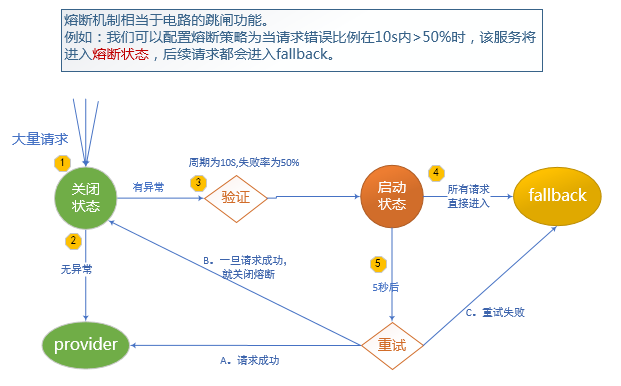 熔断机制相当于电路的跳闸功能。
例如：我们可以配置熔断策略为当请求错误比例在10s内>50%时，该服务将
进入熔断状态，后续请求都会进入fallback。
大量请求
1
关闭
状态
有异常
周期为10S,失败率为50%
3
验证
启动
状态
4
所有请求
直接进入
fallback
2
无异常
B。一旦请求成功,
就关闭熔断
5
5秒后
C。重试失败
provider
A。请求成功
重试